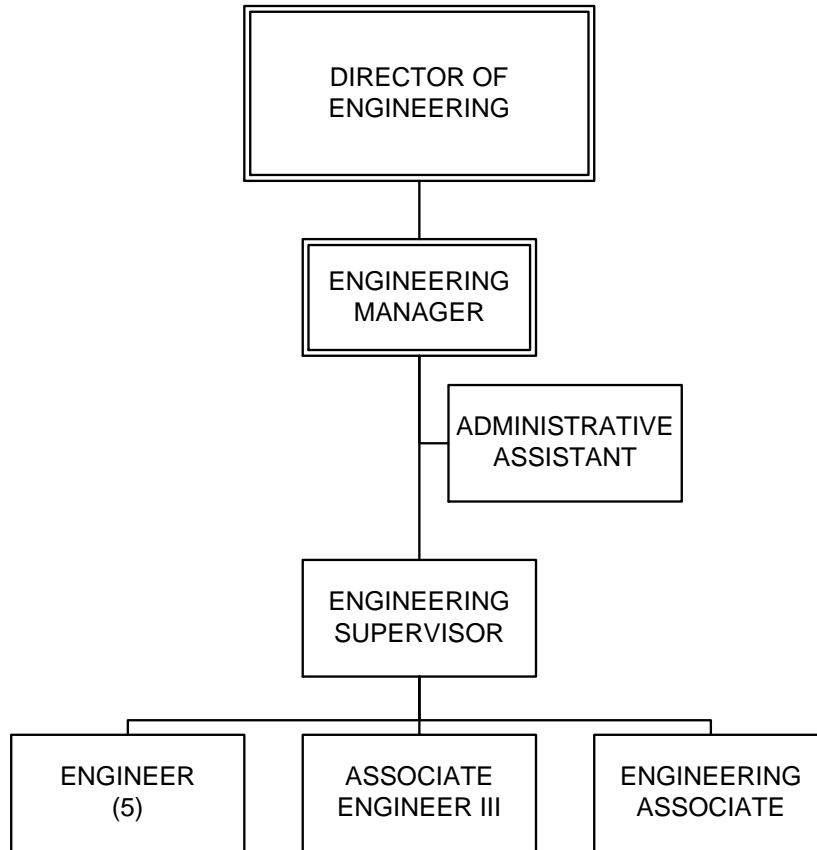 DIRECTOR OF
ENGINEERING
ENGINEERING
MANAGER
ADMINISTRATIVE
ASSISTANT
ENGINEERING
SUPERVISOR
ENGINEER
(5)
ASSOCIATE
ENGINEER III
ENGINEERING
ASSOCIATE